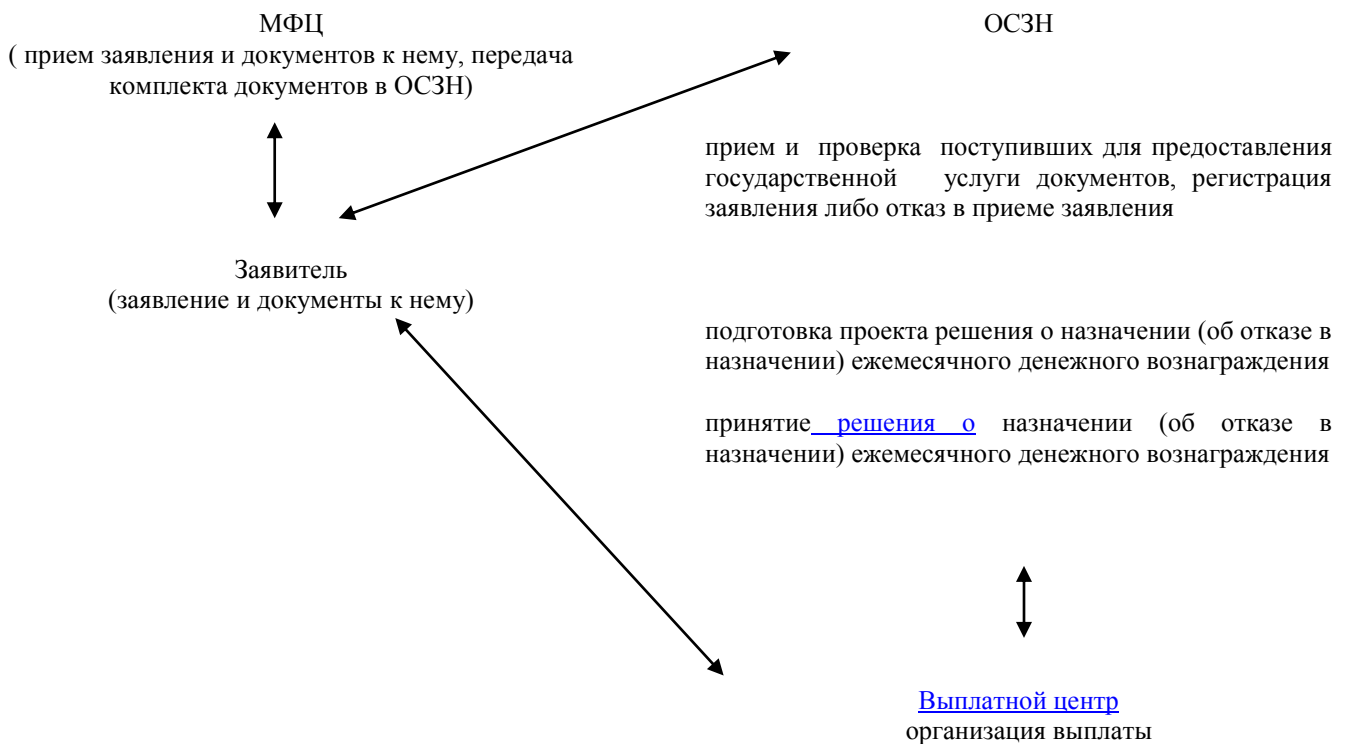 МФЦ
( прием заявления и документов к нему, передача
комплекта документов в ОСЗН)
ОСЗН
прием и проверка поступивших для предоставления
государственной услуги документов, регистрация
заявления либо отказ в приеме заявления
Заявитель
(заявление и документы к нему)
подготовка проекта решения о назначении (об отказе в
назначении) ежемесячного денежного вознаграждения
принятие решения о назначении (об отказе в
назначении) ежемесячного денежного вознаграждения
Выплатной центр
организация выплаты